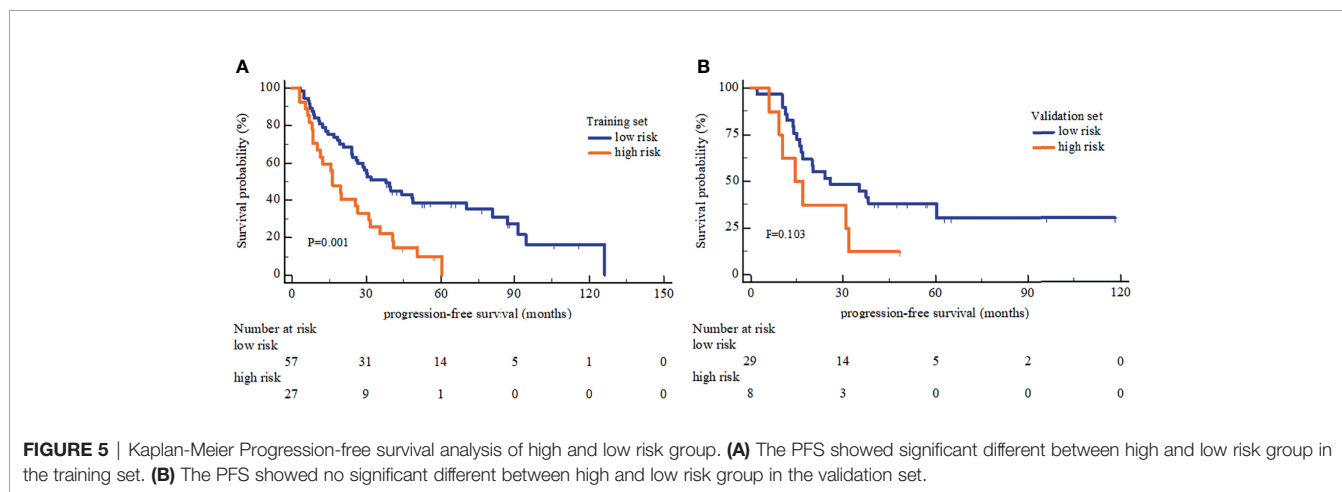 A
100
80
60
40
20
0
Survival probability (%)
Training set
low risk
high risk
P=0.001
0 30 60 90 120 150
progression-free survival (months)
Number at risk
low risk
57 31 14 5 1 0
high risk
27 9 1 0 0 0
B
100
75
50
25
0
Survival probability (%)
Validation set
low risk
high risk
P=0.103
0 30 60 90 120
progression-free survival (months)
Number at risk
low risk
29 14 5 2 0
high risk
8 3 0 0 0
FIGURE 5 | Kaplan-Meier Progression-free survival analysis of high and low risk group. (A) The PFS showed significant different between high and low risk group in
the training set. (B) The PFS showed no significant different between high and low risk group in the validation set.